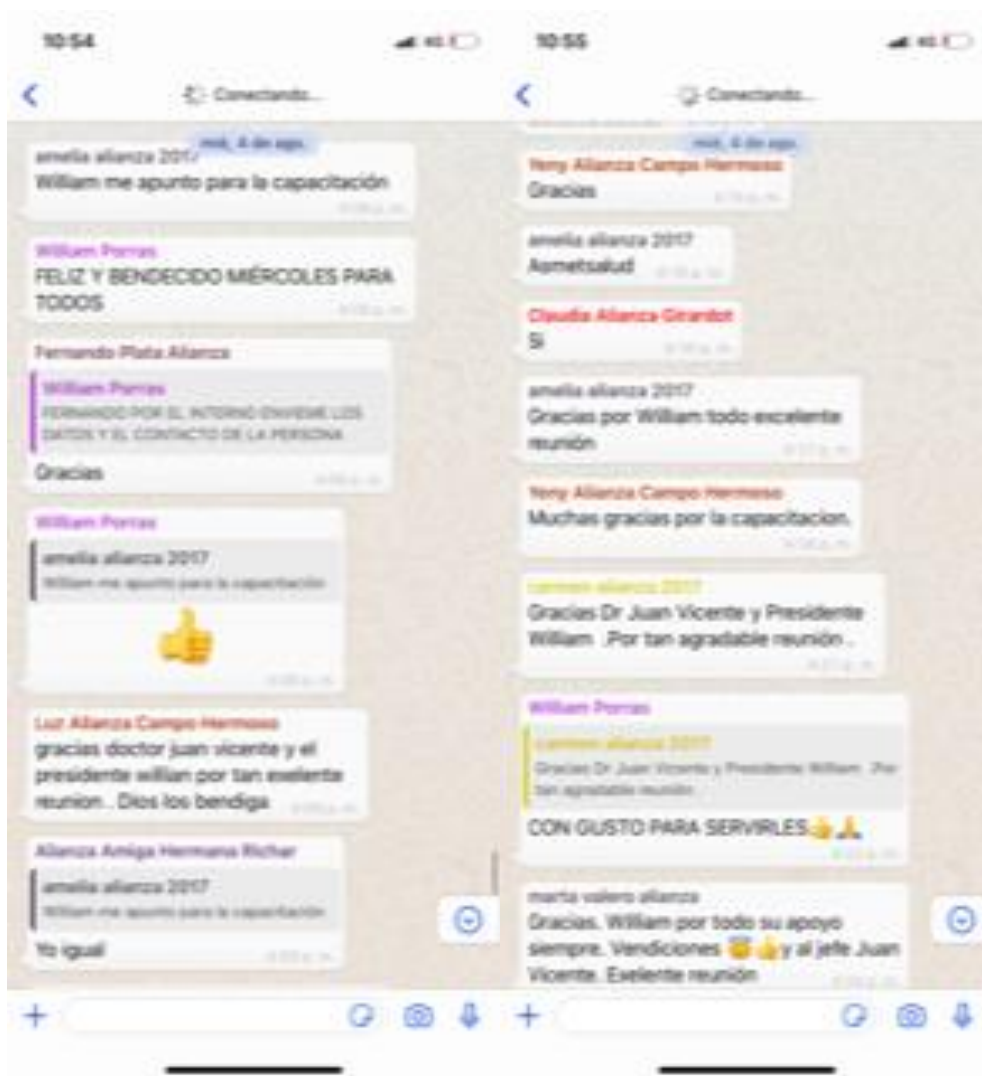 10:54
4G
Conectando...
mié, 4 de ago.
amelia alianza 2017
William me apunto para la capacitación
William Porras
FELIZ Y BENDECIDO MIÉRCOLES PARA
TODOS
Fernando Plata Alianza
William Porras
FERNANDO POR EL INTERNO ENVIEME LOS
DATOS Y EL CONTACTO DE LA PERSONA
Gracias
William Porras
amelia alianza 2017
William me apunto para la capacitación
Luz Alianza Campo Hermoso
gracias doctor juan vicente y el
presidente willian por tan exelente
reunion . Dios los bendiga
Alianza Amiga Hermana Richar
amelia alianza 2017
William me apunto para la capacitación
Yo igual
10:55
4G
Conectando...
mié, 4 de ago.
Yeny Alianza Campo Hermoso
Gracias
amelia alianza 2017
Asmetsalud
Claudia Alianza Girardot
Si
amelia alianza 2017
Gracias por William todo excelente
reunión
Yeny Alianza Campo Hermoso
Muchas gracias por la capacitacion.
carmen alianza 2017
Gracias Dr Juan Vicente y Presidente
William .Por tan agradable reunión .
William Porras
carmen alianza 2017
Gracias Dr Juan Vicente y Presidente William .Por
tan agradable reunión .
CON GUSTO PARA SERVIRLES👍🙏
marta valero alianza
Gracias. William por todo su apoyo
siempre. Vendiciones 😇👍y al jefe Juan
Vicente. Exelente reunión